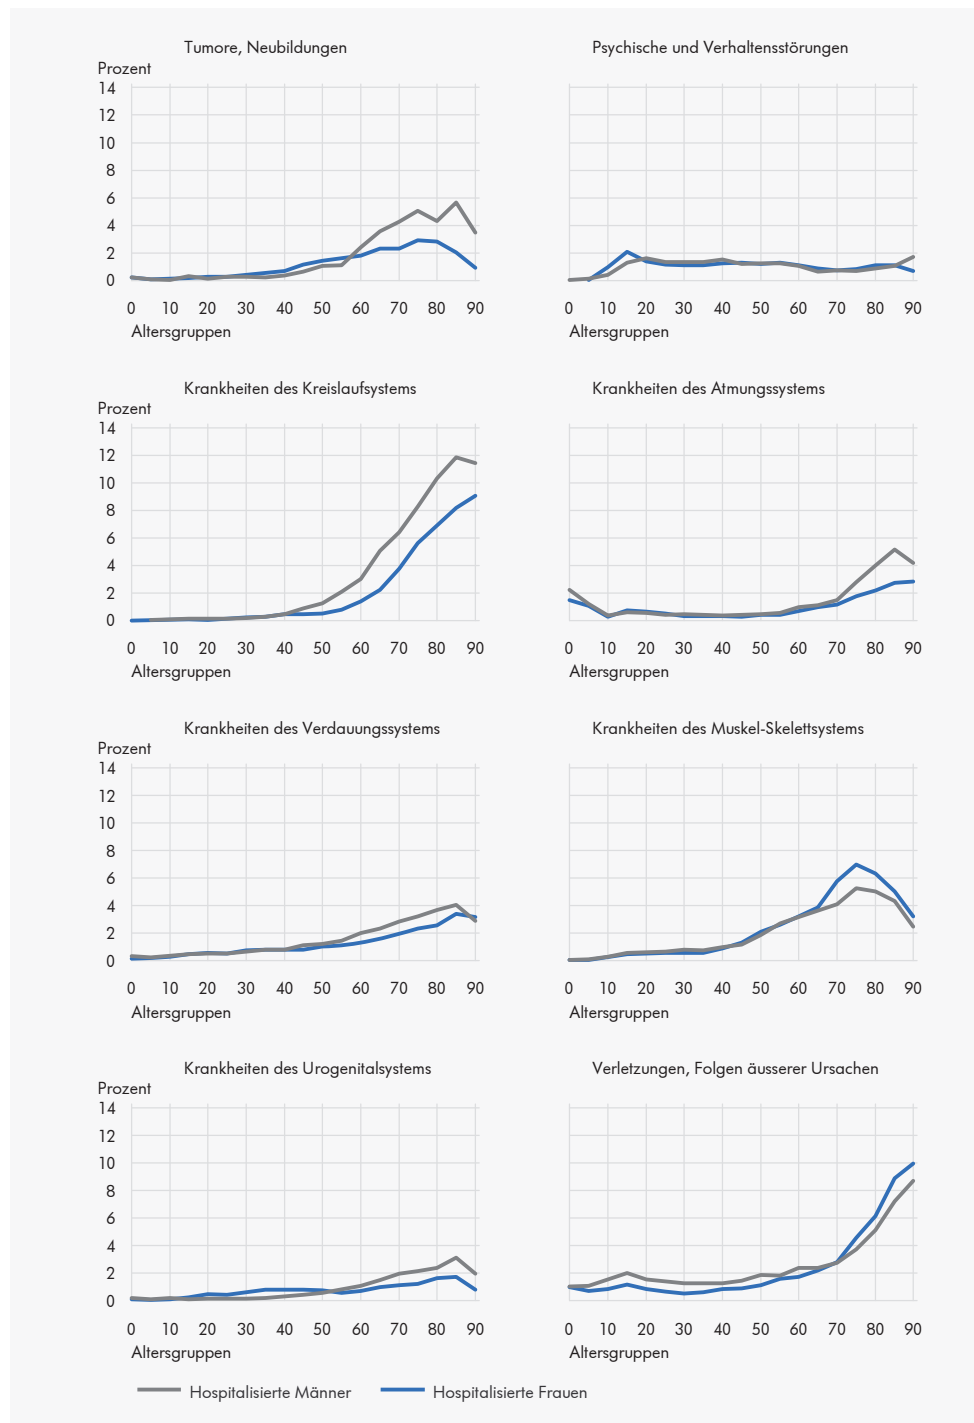 Tumore, Neubildungen
Prozent
14
12
10
8
6
4
2
0
0 10 20 30 40 50 60 70 80 90
Altersgruppen
Psychische und Verhaltensstörungen
0 10 20 30 40 50 60 70 80 90
Altersgruppen
Krankheiten des Kreislaufsystems
Prozent
14
12
10
8
6
4
2
0
0 10 20 30 40 50 60 70 80 90
Altersgruppen
Krankheiten des Atmungssystems
0 10 20 30 40 50 60 70 80 90
Altersgruppen
Krankheiten des Verdauungssystems
Prozent
14
12
10
8
6
4
2
0
0 10 20 30 40 50 60 70 80 90
Altersgruppen
Krankheiten des Muskel-Skelettsystems
0 10 20 30 40 50 60 70 80 90
Altersgruppen
Krankheiten des Urogenitalsystems
Prozent
14
12
10
8
6
4
2
0
0 10 20 30 40 50 60 70 80 90
Altersgruppen
Verletzungen, Folgen äusserer Ursachen
0 10 20 30 40 50 60 70 80 90
Altersgruppen
Hospitalisierte Männer Hospitalisierte Frauen